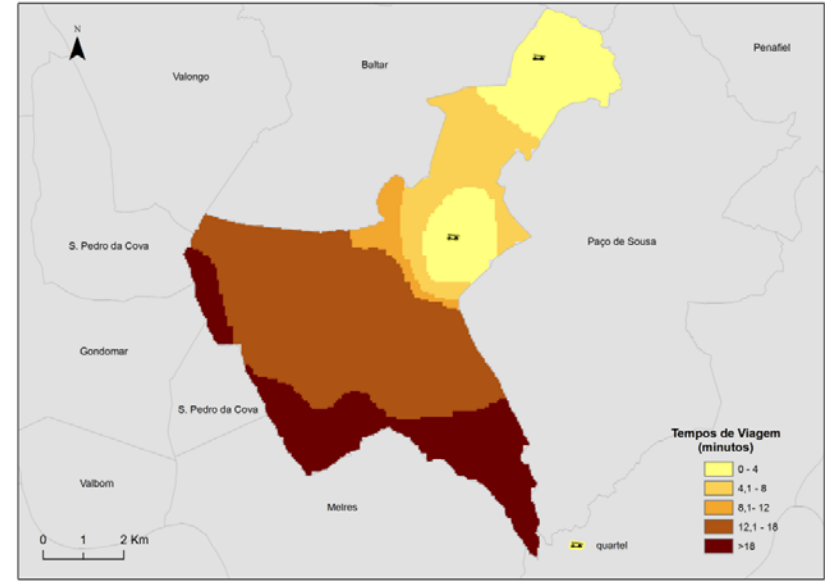 N
Penafiel
Baltar
Valongo
S. Pedro da Cova
Paço de Sousa
Gondomar
S. Pedro da Cova
Valbom
Melres
Tempos de Viagem
(minutos)
0 - 4
4,1 - 8
8,1- 12
12,1 - 18
>18
quartel
0 1 2 Km